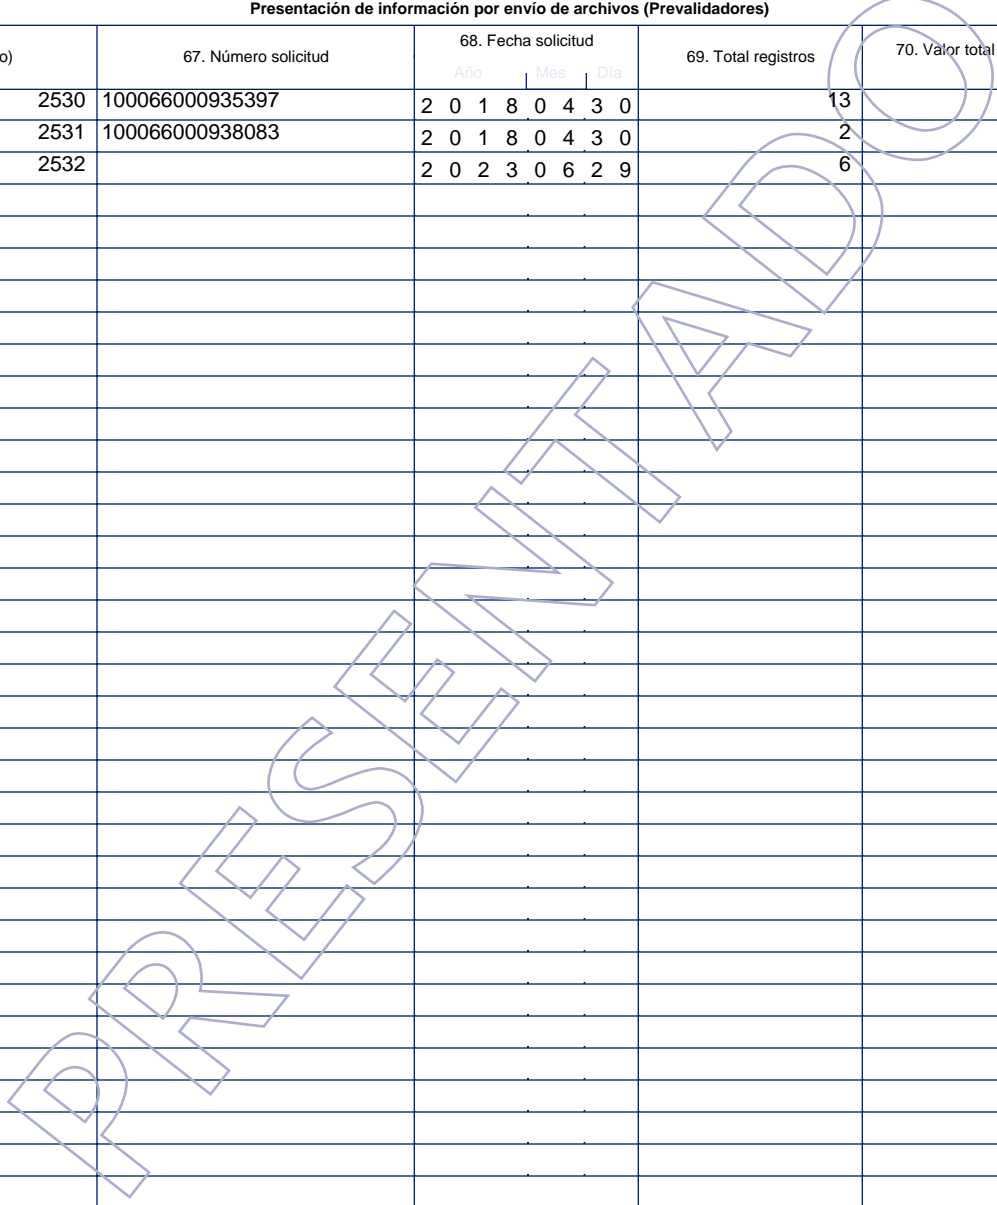 Presentación de información por envío de archivos (Prevalidadores)
o) 67. Número solicitud 68. Fecha solicitud 69. Total registros 70. Valor total
Año Mes Día
2530 100066000935397 2 0 1 8 0 4 3 0 13
2531 100066000938083 2 0 1 8 0 4 3 0 2
2532 2 0 2 3 0 6 2 9 6
PRESENTADO